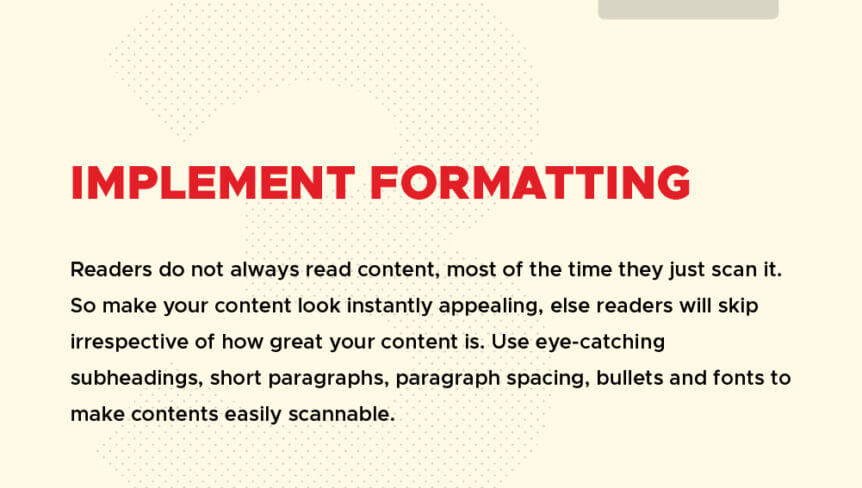 IMPLEMENT FORMATTING
Readers do not always read content, most of the time they just scan it.
So make your content look instantly appealing, else readers will skip
irrespective of how great your content is. Use eye-catching
subheadings, short paragraphs, paragraph spacing, bullets and fonts to
make contents easily scannable.